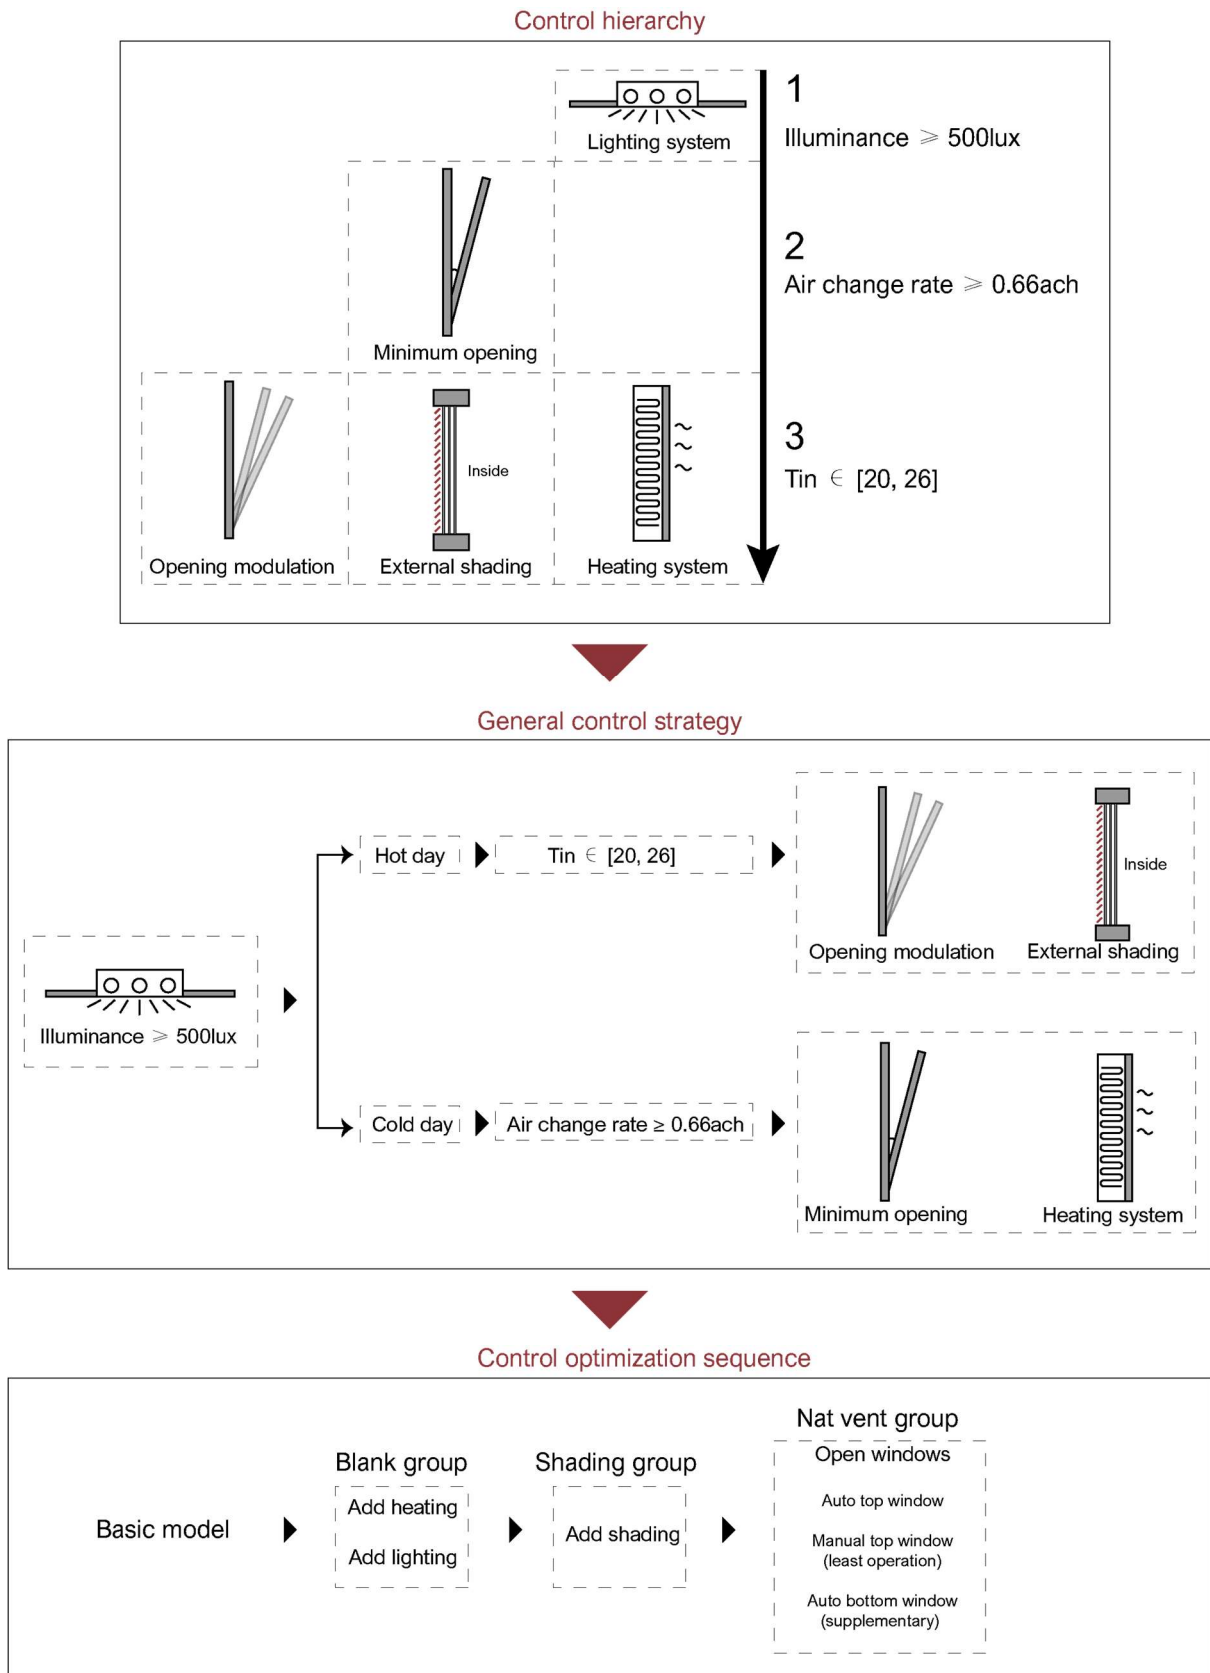 Control hierarchy
1
Lighting system
Illuminance ⩾ 500lux
2
Air change rate ⩾ 0.66ach
Minimum opening
3
Inside
Tin ∈ [20, 26]
Opening modulation
External shading
Heating system
General control strategy
Hot day
Tin ∈ [20, 26]
Inside
Opening modulation
External shading
Illuminance ⩾ 500lux
Cold day
Air change rate ≥ 0.66ach
Minimum opening
Heating system
Control optimization sequence
Basic model
Blank group
Add heating
Add lighting
Shading group
Add shading
Nat vent group
Open windows
Auto top window
Manual top window
(least operation)
Auto bottom window
(supplementary)